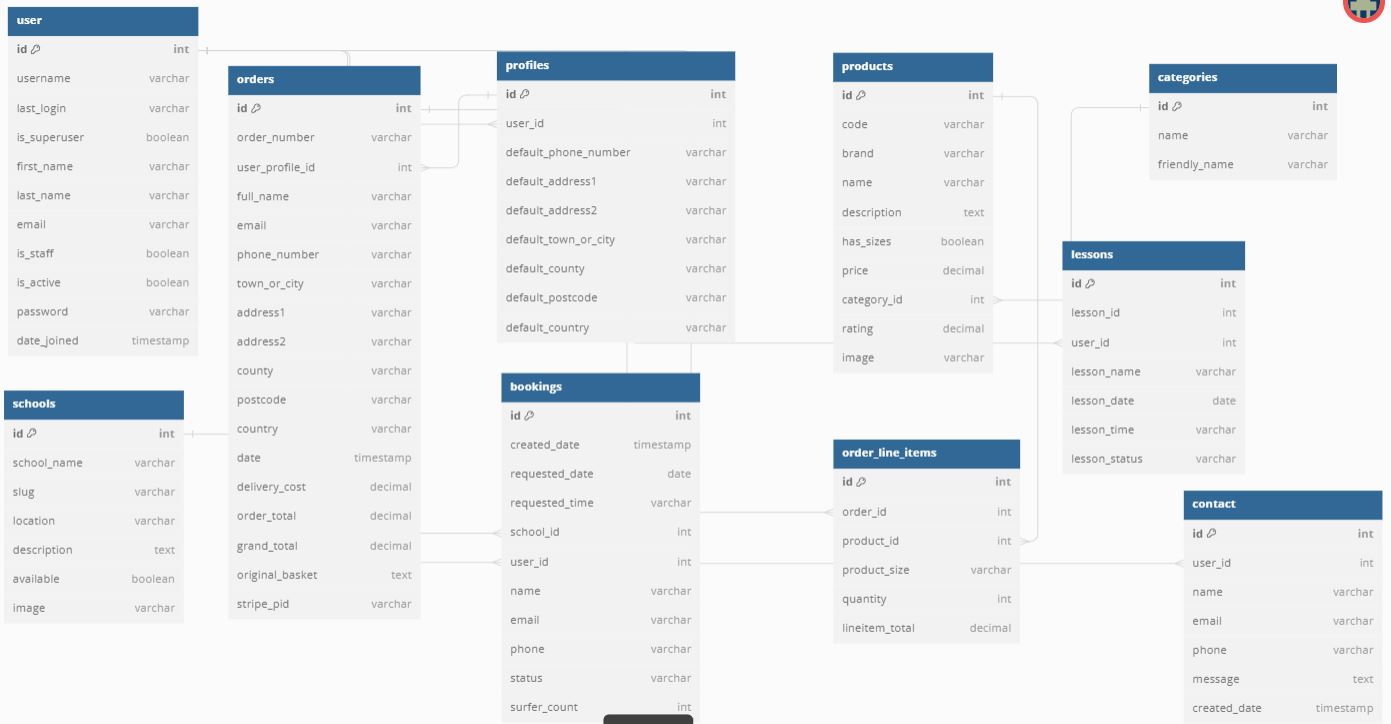 user
id int
username varchar
last_login varchar
is_superuser boolean
first_name varchar
last_name varchar
email varchar
is_staff boolean
is_active boolean
password varchar
date_joined timestamp
schools
id int
school_name varchar
slug varchar
location varchar
description text
available boolean
image varchar
orders
id int
order_number varchar
user_profile_id int
full_name varchar
email varchar
phone_number varchar
town_or_city varchar
address1 varchar
address2 varchar
county varchar
postcode varchar
country varchar
date timestamp
delivery_cost decimal
order_total decimal
grand_total decimal
original_basket text
stripe_pid varchar
profiles
id int
user_id int
default_phone_number varchar
default_address1 varchar
default_address2 varchar
default_town_or_city varchar
default_county varchar
default_postcode varchar
default_country varchar
bookings
id int
created_date timestamp
requested_date date
requested_time varchar
school_id int
user_id int
name varchar
email varchar
phone varchar
status varchar
surfer_count int
products
id int
code varchar
brand varchar
name varchar
description text
has_sizes boolean
price decimal
category_id int
rating decimal
image varchar
order_line_items
id int
order_id int
product_id int
product_size varchar
quantity int
lineitem_total decimal
categories
id int
name varchar
friendly_name varchar
lessons
id int
lesson_id int
user_id int
lesson_name varchar
lesson_date date
lesson_time varchar
lesson_status varchar
contact
id int
user_id int
name varchar
email varchar
phone varchar
message text
created_date timestamp